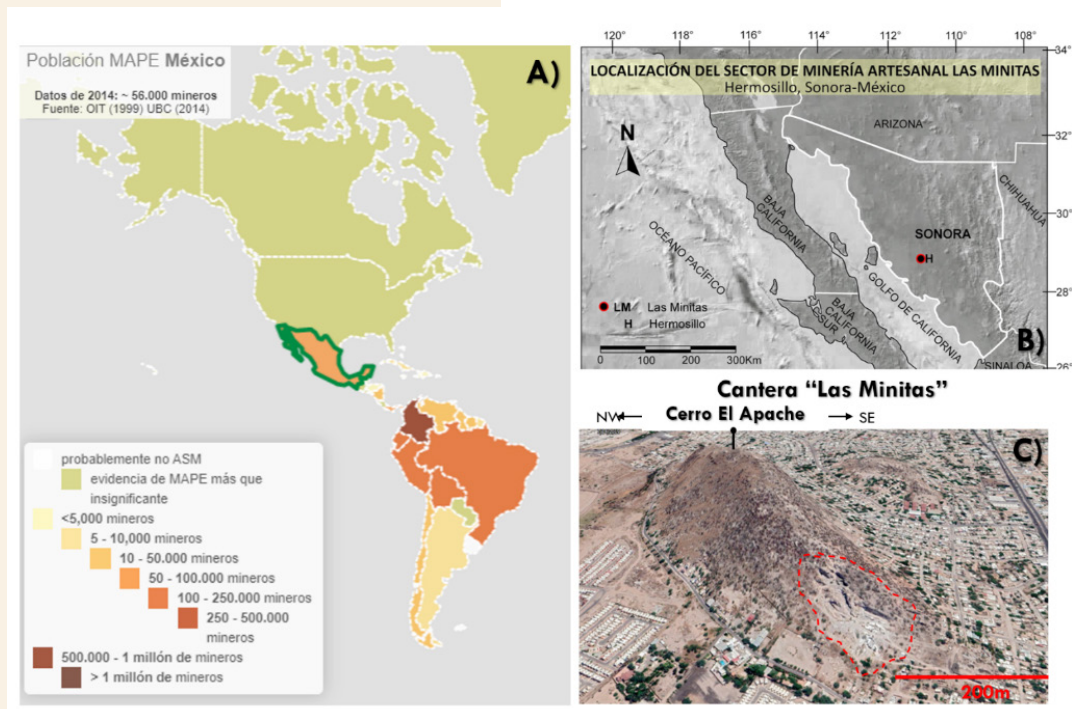 Población MAPE México
Datos de 2014: ~ 56.000 mineros
Fuente: OIT (1999) UBC (2014)
A)
probablemente no ASM
evidencia de MAPE más que
insignificante
<5,000 mineros
5 - 10,000 mineros
10 - 50.000 mineros
50 - 100.000 mineros
100 - 250.000 mineros
250 - 500.000
mineros
500.000 - 1 millón de mineros
> 1 millón de mineros
120° 118° 116° 114° 112° 110° 108°
34°
LOCALIZACIÓN DEL SECTOR DE MINERÍA ARTESANAL LAS MINITAS
Hermosillo, Sonora-México
N
ARIZONA
32°
CHIHUAHUA
30°
BAJA
CALIFORNIA
SONORA
H
OCÉANO PACÍFICO
GOLFO DE CALIFORNIA
28°
LM Las Minitas
H Hermosillo
BAJA
CALIFORNIA
SUR
0 100 200 300Km
B)
SINALOA
26°
Cantera “Las Minitas”
NW Cerro El Apache SE
C)
200m